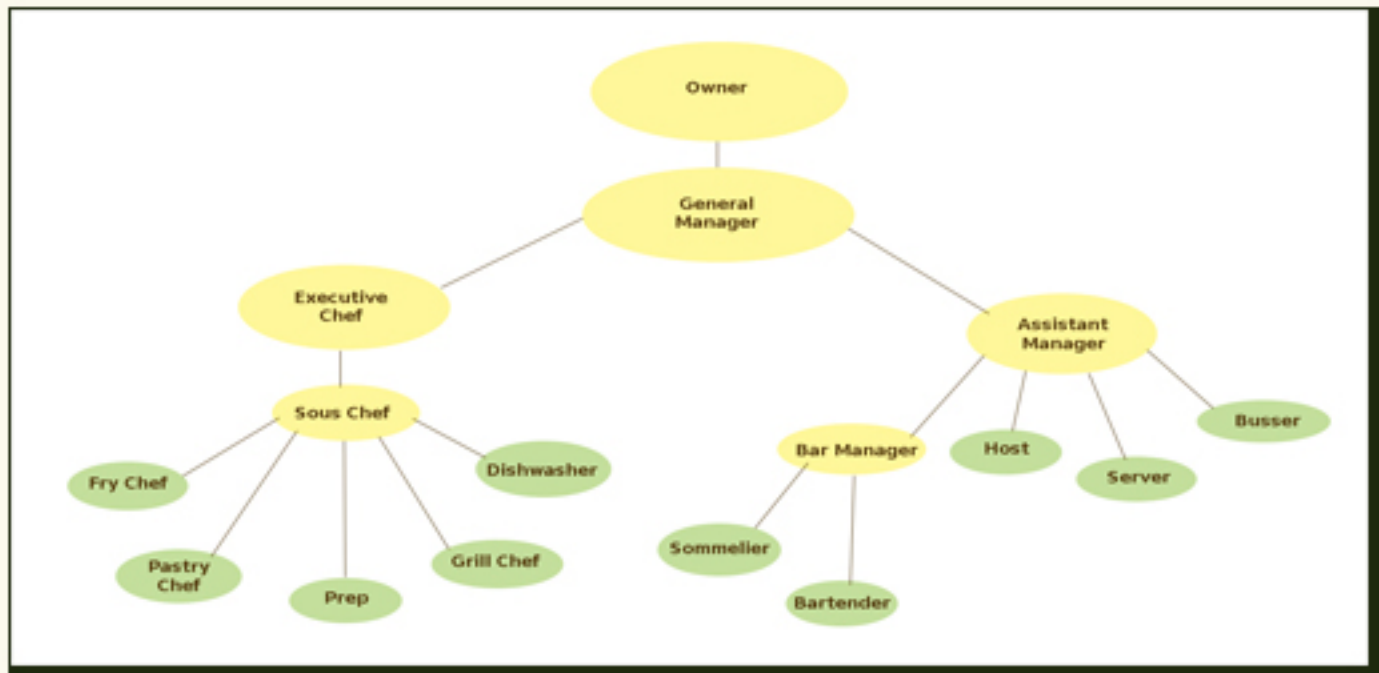 Owner
General
Manager
Executive
Chef
Assistant
Manager
Sous Chef
Bar Manager
Host
Server
Busser
Fry Chef
Pastry
Chef
Prep
Grill Chef
Dishwasher
Sommelier
Bartender